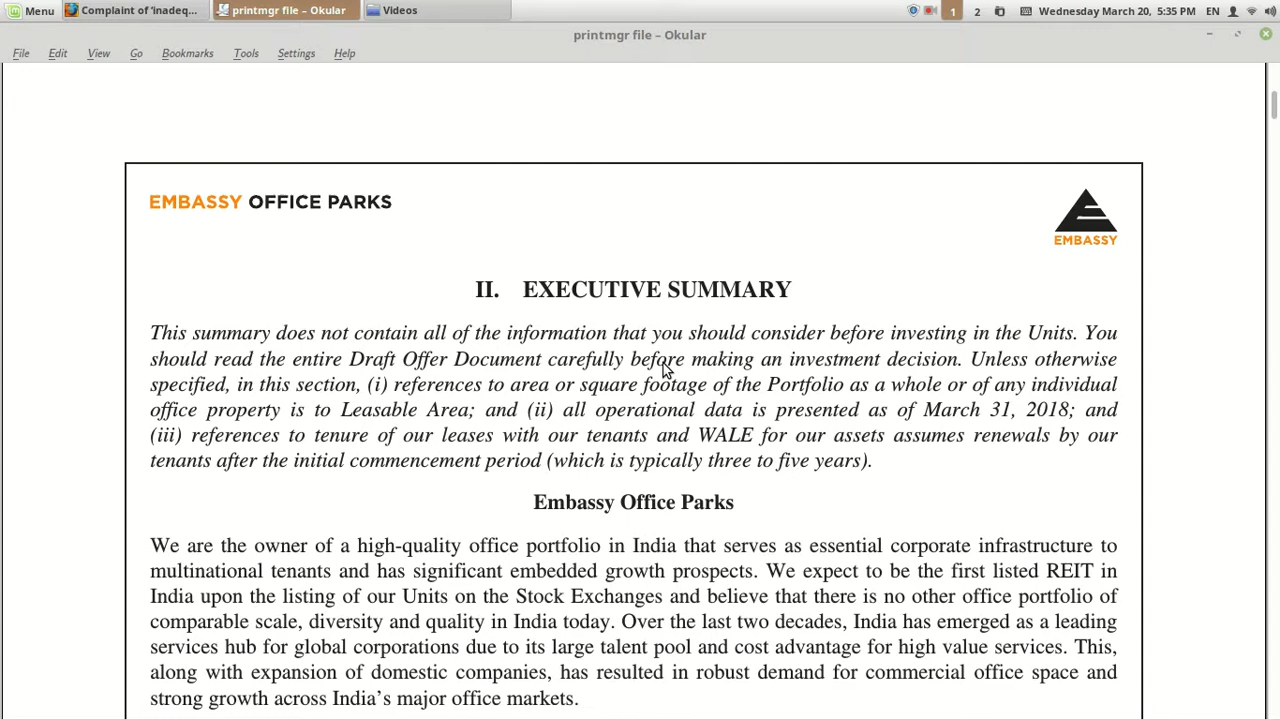 Menu Complaint of 'inadeq... printmgr file – Okular Videos 1 2 Wednesday March 20, 5:35 PM EN
printmgr file – Okular
File Edit View Go Bookmarks Tools Settings Help
EMBASSY OFFICE PARKS
EMBASSY
II. EXECUTIVE SUMMARY
This summary does not contain all of the information that you should consider before investing in the Units. You
should read the entire Draft Offer Document carefully before making an investment decision. Unless otherwise
specified, in this section, (i) references to area or square footage of the Portfolio as a whole or of any individual
office property is to Leasable Area; and (ii) all operational data is presented as of March 31, 2018; and
(iii) references to tenure of our leases with our tenants and WALE for our assets assumes renewals by our
tenants after the initial commencement period (which is typically three to five years).
Embassy Office Parks
We are the owner of a high-quality office portfolio in India that serves as essential corporate infrastructure to
multinational tenants and has significant embedded growth prospects. We expect to be the first listed REIT in
India upon the listing of our Units on the Stock Exchanges and believe that there is no other office portfolio of
comparable scale, diversity and quality in India today. Over the last two decades, India has emerged as a leading
services hub for global corporations due to its large talent pool and cost advantage for high value services. This,
along with expansion of domestic companies, has resulted in robust demand for commercial office space and
strong growth across India's major office markets.